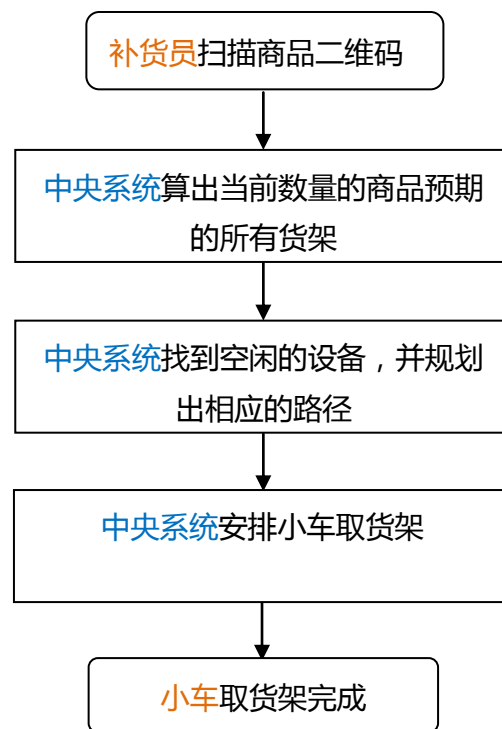 补货员扫描商品二维码
中央系统算出当前数量的商品预期
的所有货架
中央系统找到空闲的设备，并规划
出相应的路径
中央系统安排小车取货架
小车取货架完成